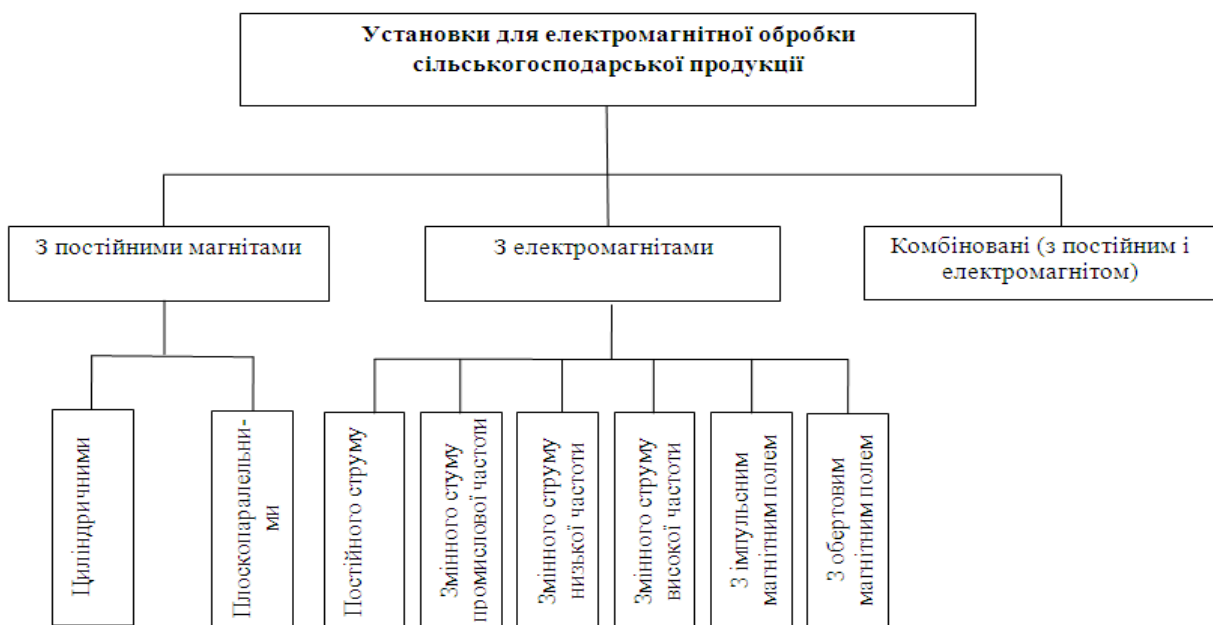 Установки для електромагнітної обробки
сільськогосподарської продукції
З постійними магнітами
З електромагнітами
Комбіновані (з постійним і
електромагнітом)
Циліндричними
Плоскопаралельни-
ми
Постійного струму
Змінного стуму
промислової частоти
Змінного струму
низької частоти
Змінного струму
високої частоти
З імпульсним
магнітним полем
З обертовим
магнітним полем